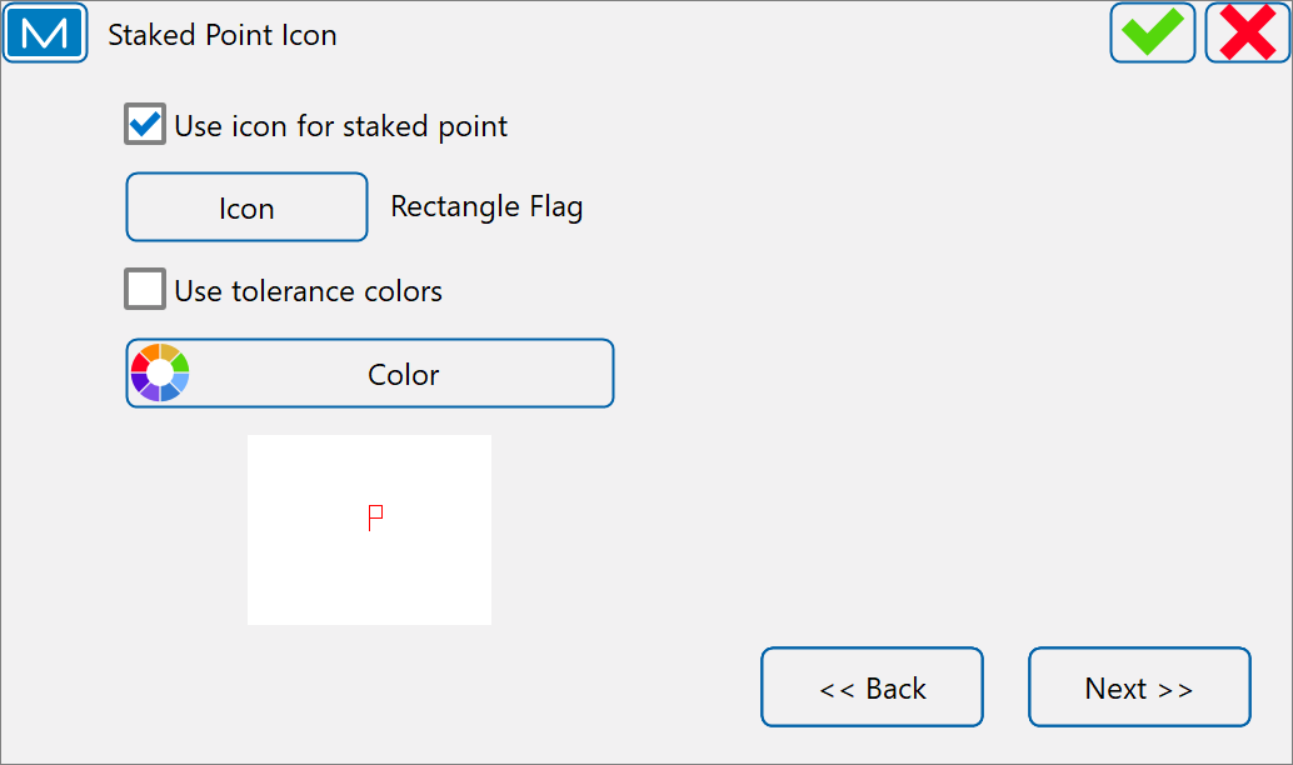 M
Staked Point Icon
Use icon for staked point
Icon
Rectangle Flag
Use tolerance colors
Color
<< Back
Next >>